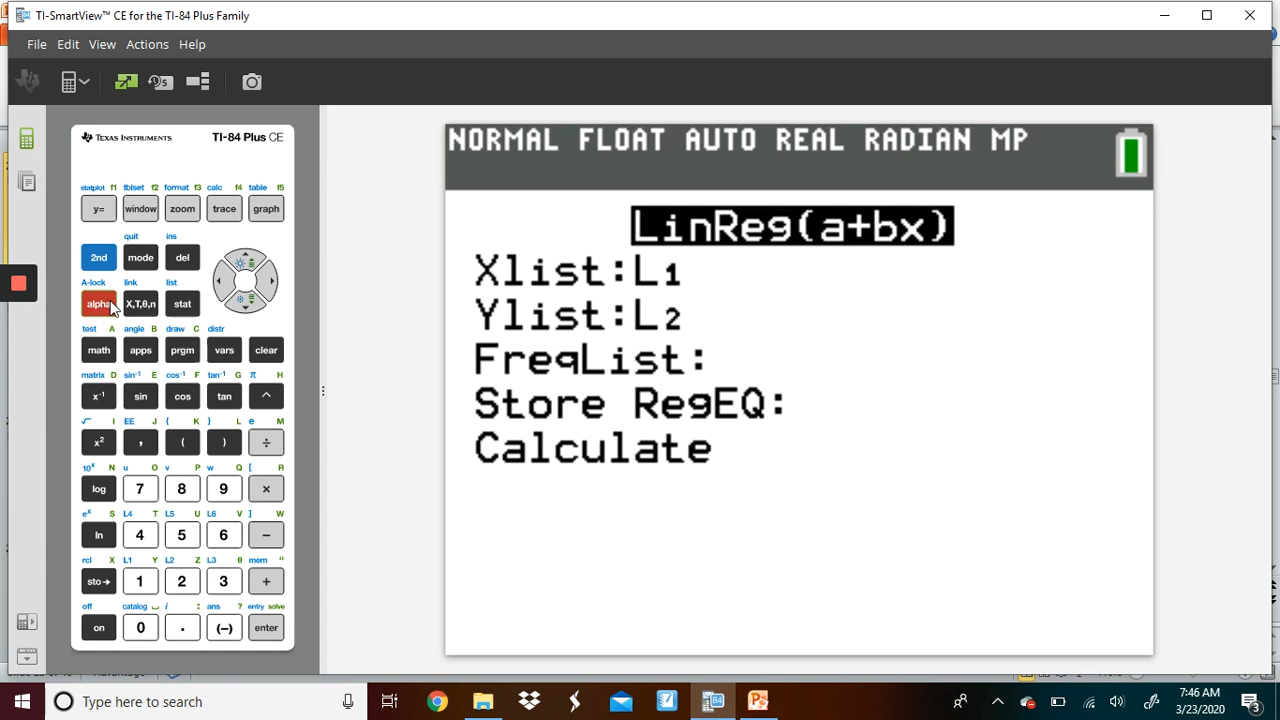 TI-SmartView™ CE for the TI-84 Plus Family
File Edit View Actions Help
TEXAS INSTRUMENTS TI-84 Plus CE
statplot f1 tblset f2 format f3 calc f4 table f5
y= window zoom trace graph
quit ins
2nd mode del
A-lock link list
alpha X,T,θ,n stat
test A angle B draw C distr
math apps prgm vars clear
matrix D sin⁻¹ E cos⁻¹ F tan⁻¹ G π H
x⁻¹ sin cos tan ^
√ I EE J { K } L e M
x² , ( ) ÷
10ˣ N u O v P w Q [ R
log 7 8 9 ×
eˣ S L4 T L5 U L6 V ] W
ln 4 5 6 −
rcl X L1 Y L2 Z L3 θ mem “
sto→ 1 2 3 +
off catalog ⎵ i : ans ? entry solve
on 0 . (−) enter
NORMAL FLOAT AUTO REAL RADIAN MP
LinReg(a+bx)
Xlist:L₁
Ylist:L₂
FreqList:
Store RegEQ:
Calculate
Type here to search
7:46 AM
3/23/2020
3